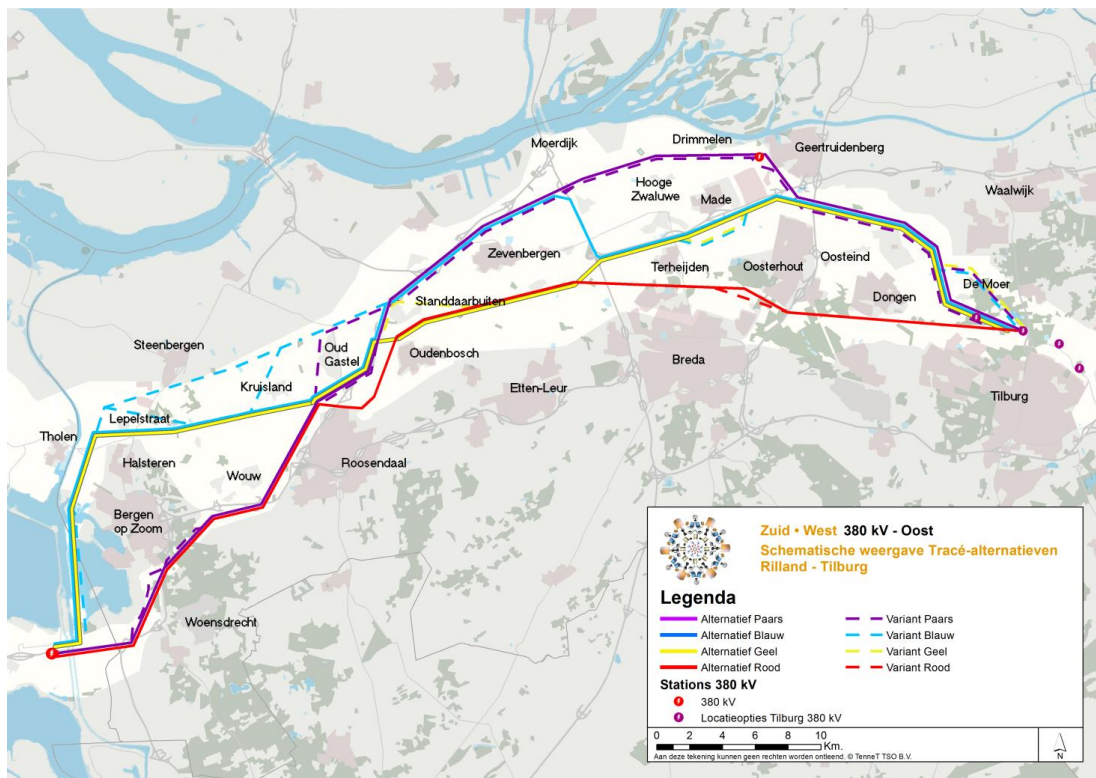 Drimmelen
Geertruidenberg
Moerdijk
Hooge
Zwaluwe
Made
Waalwijk
Zevenbergen
Oosteind
Terheijden
Oosterhout
De Moer
Standdaarbuiten
Dongen
Steenbergen
Oud
Gastel
Oudenbosch
Breda
Kruisland
Etten-Leur
Tilburg
Lepelstraat
Tholen
Halsteren
Wouw
Roosendaal
Bergen
op Zoom
Woensdrecht
Zuid • West 380 kV - Oost
Schematische weergave Tracé-alternatieven
Rilland - Tilburg
Legenda
Alternatief Paars
Variant Paars
Alternatief Blauw
Variant Blauw
Alternatief Geel
Variant Geel
Alternatief Rood
Variant Rood
Stations 380 kV
380 kV
Locatieopties Tilburg 380 kV
0 2 4 6 8 10
Km.
Aan deze tekening kunnen geen rechten worden ontleend. © TenneT TSO B.V.
N